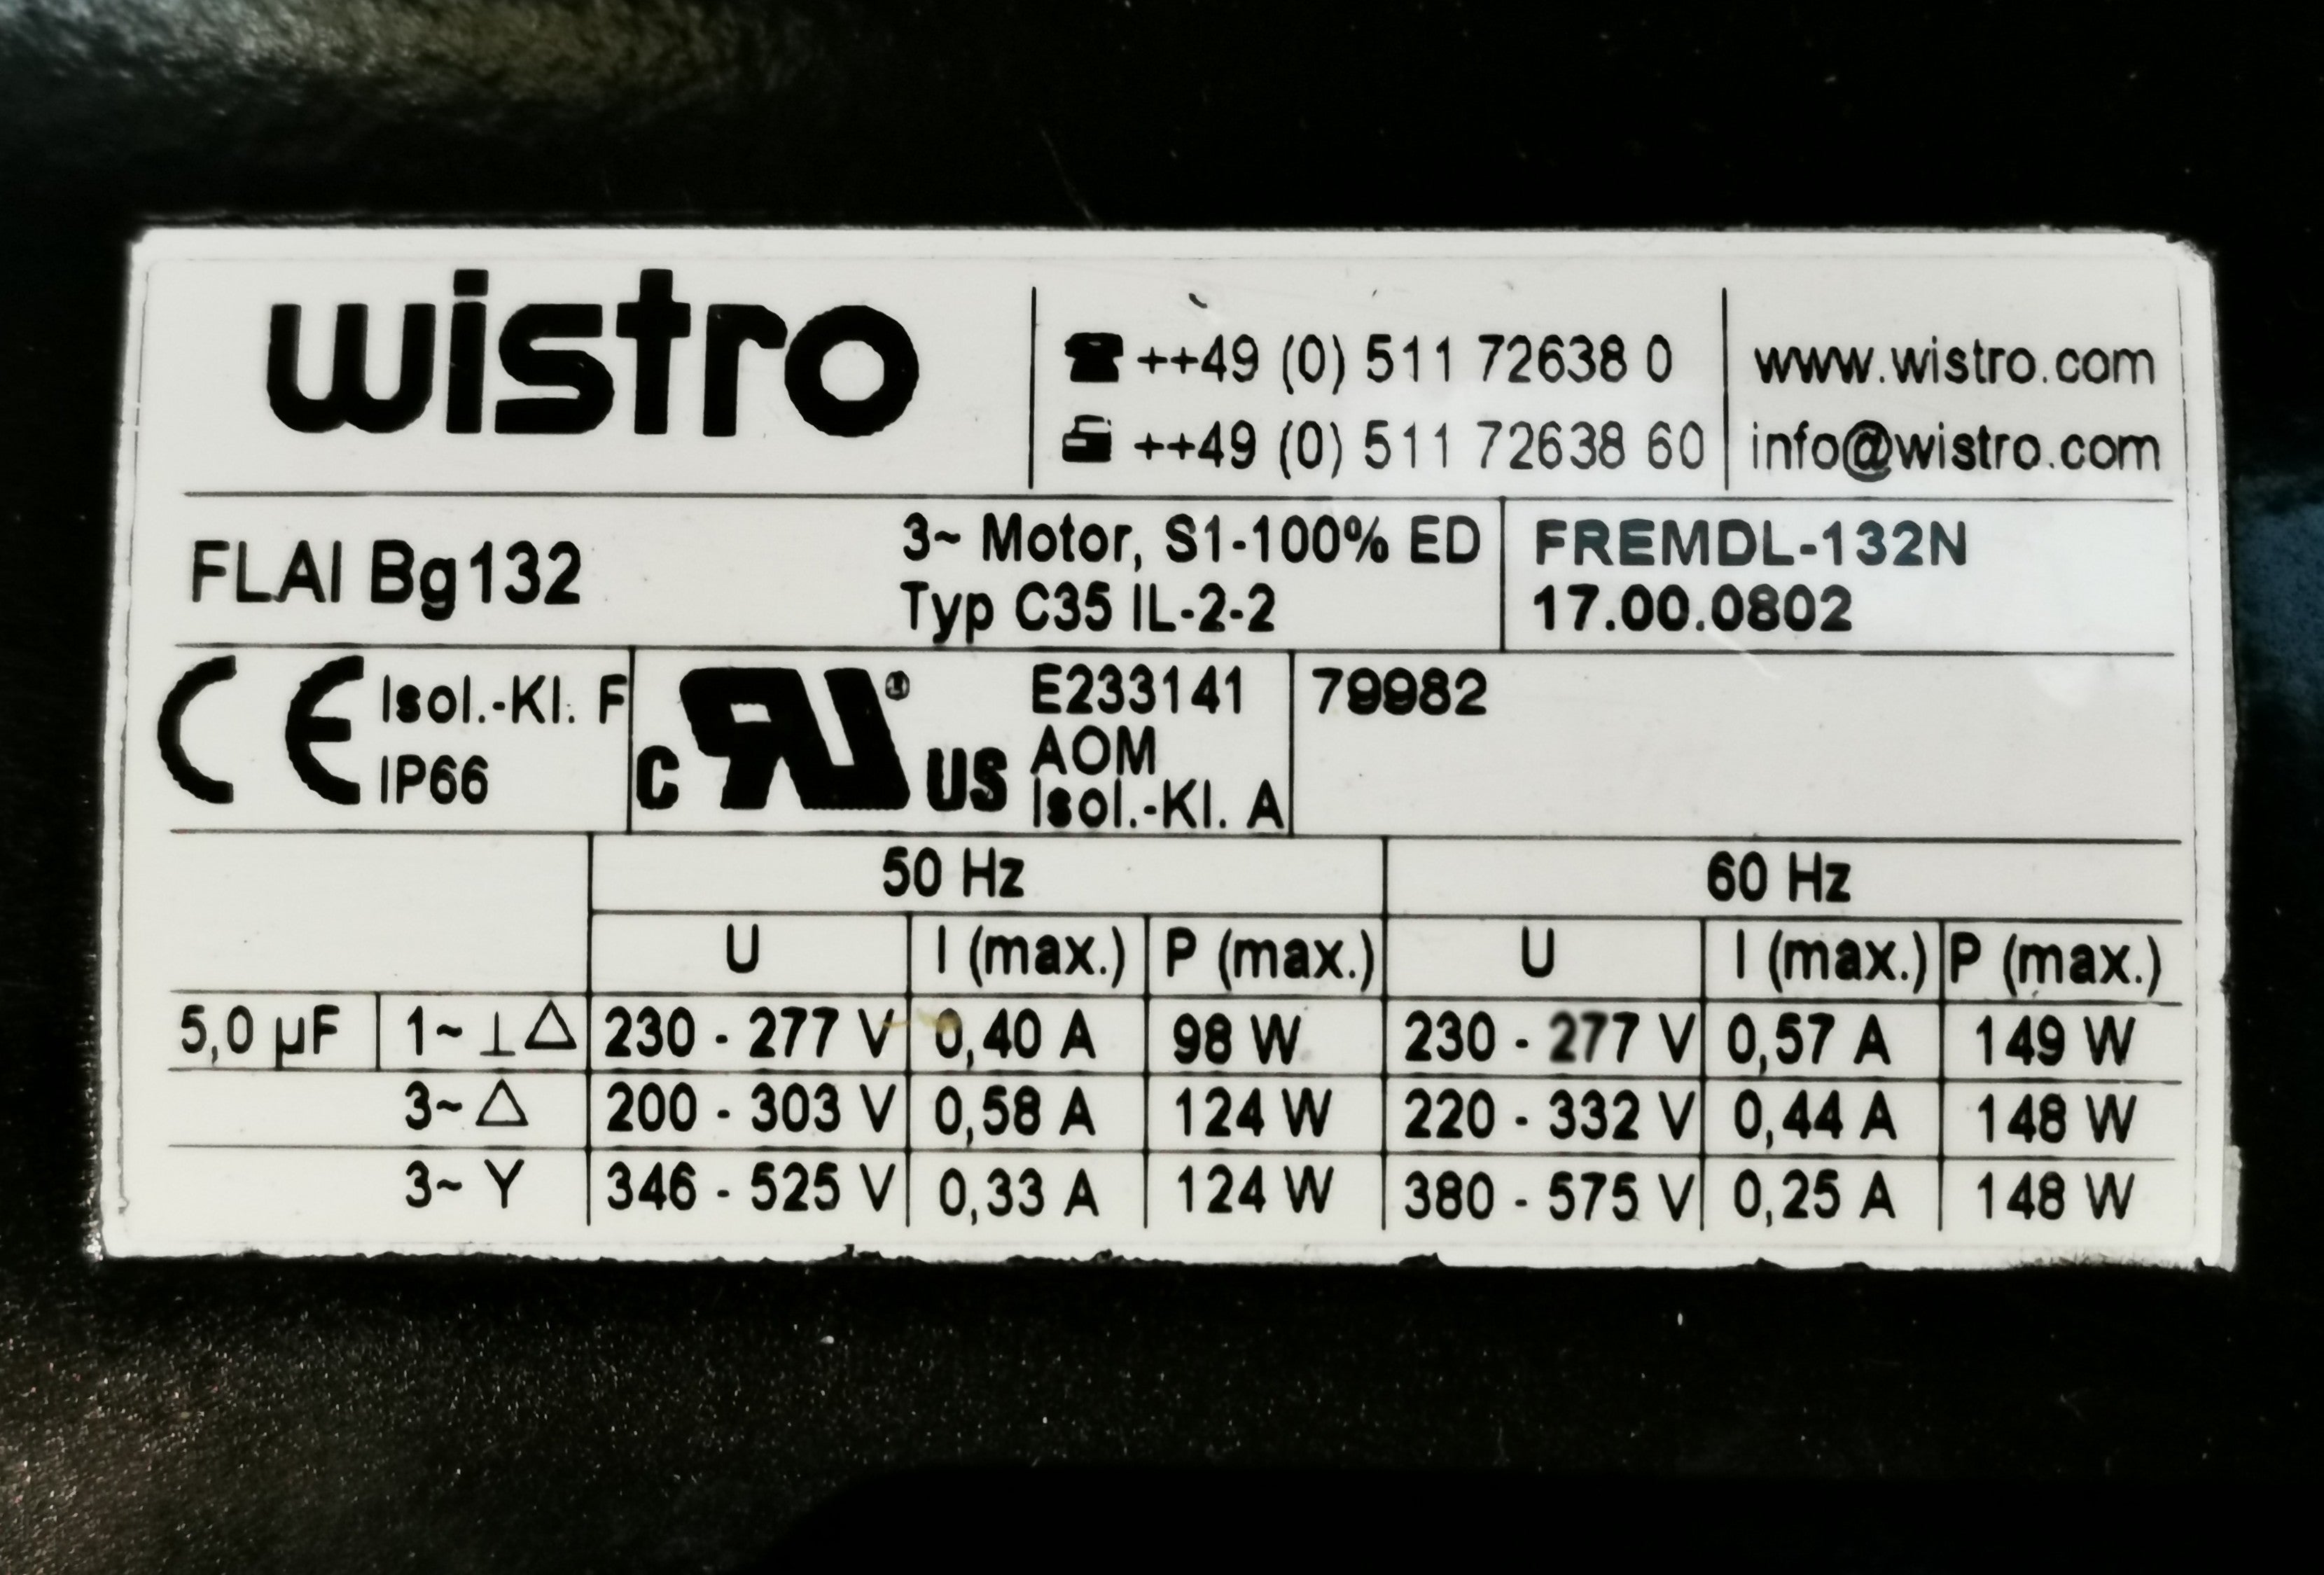 wistro
☎ ++49 (0) 511 72638 0
++49 (0) 511 72638 60
www.wistro.com
info@wistro.com
FLAI Bg132
3~ Motor, S1-100% ED
Typ C35 IL-2-2
FREMDL-132N
17.00.0802
CE Isol.-Kl. F
IP66
c RU ® US
E233141
AOM
Isol.-Kl. A
79982
50 Hz 60 Hz
U I (max.) P (max.) U I (max.) P (max.)
5,0 µF 1~ ⊥ △ 230 - 277 V 0,40 A 98 W 230 - 277 V 0,57 A 149 W
3~ △ 200 - 303 V 0,58 A 124 W 220 - 332 V 0,44 A 148 W
3~ Y 346 - 525 V 0,33 A 124 W 380 - 575 V 0,25 A 148 W